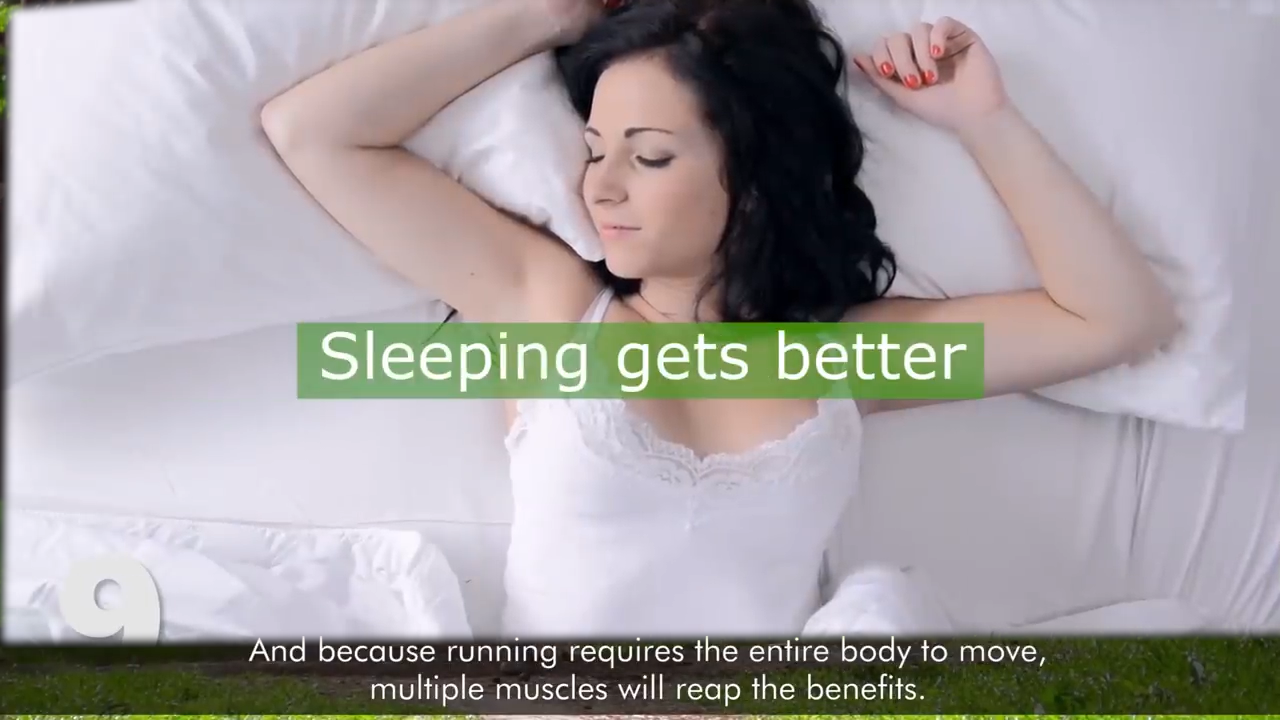 Sleeping gets better
9
And because running requires the entire body to move,
multiple muscles will reap the benefits.